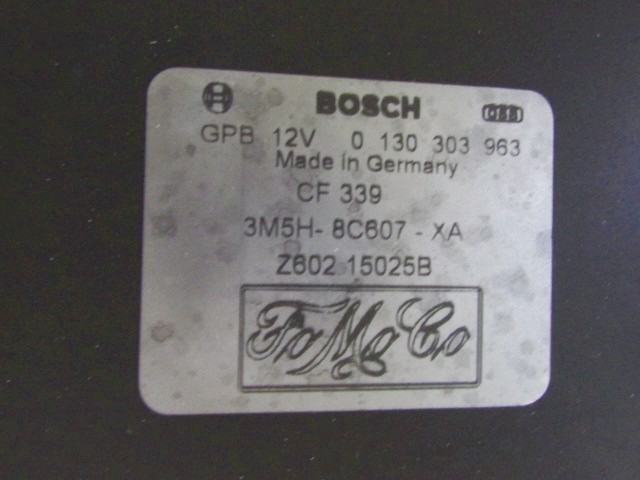 BOSCH
GPB 12V 0 130 303 963
Made in Germany
CF 339
3M5H-8C607-XA
Z602 15025B
FoMoCo